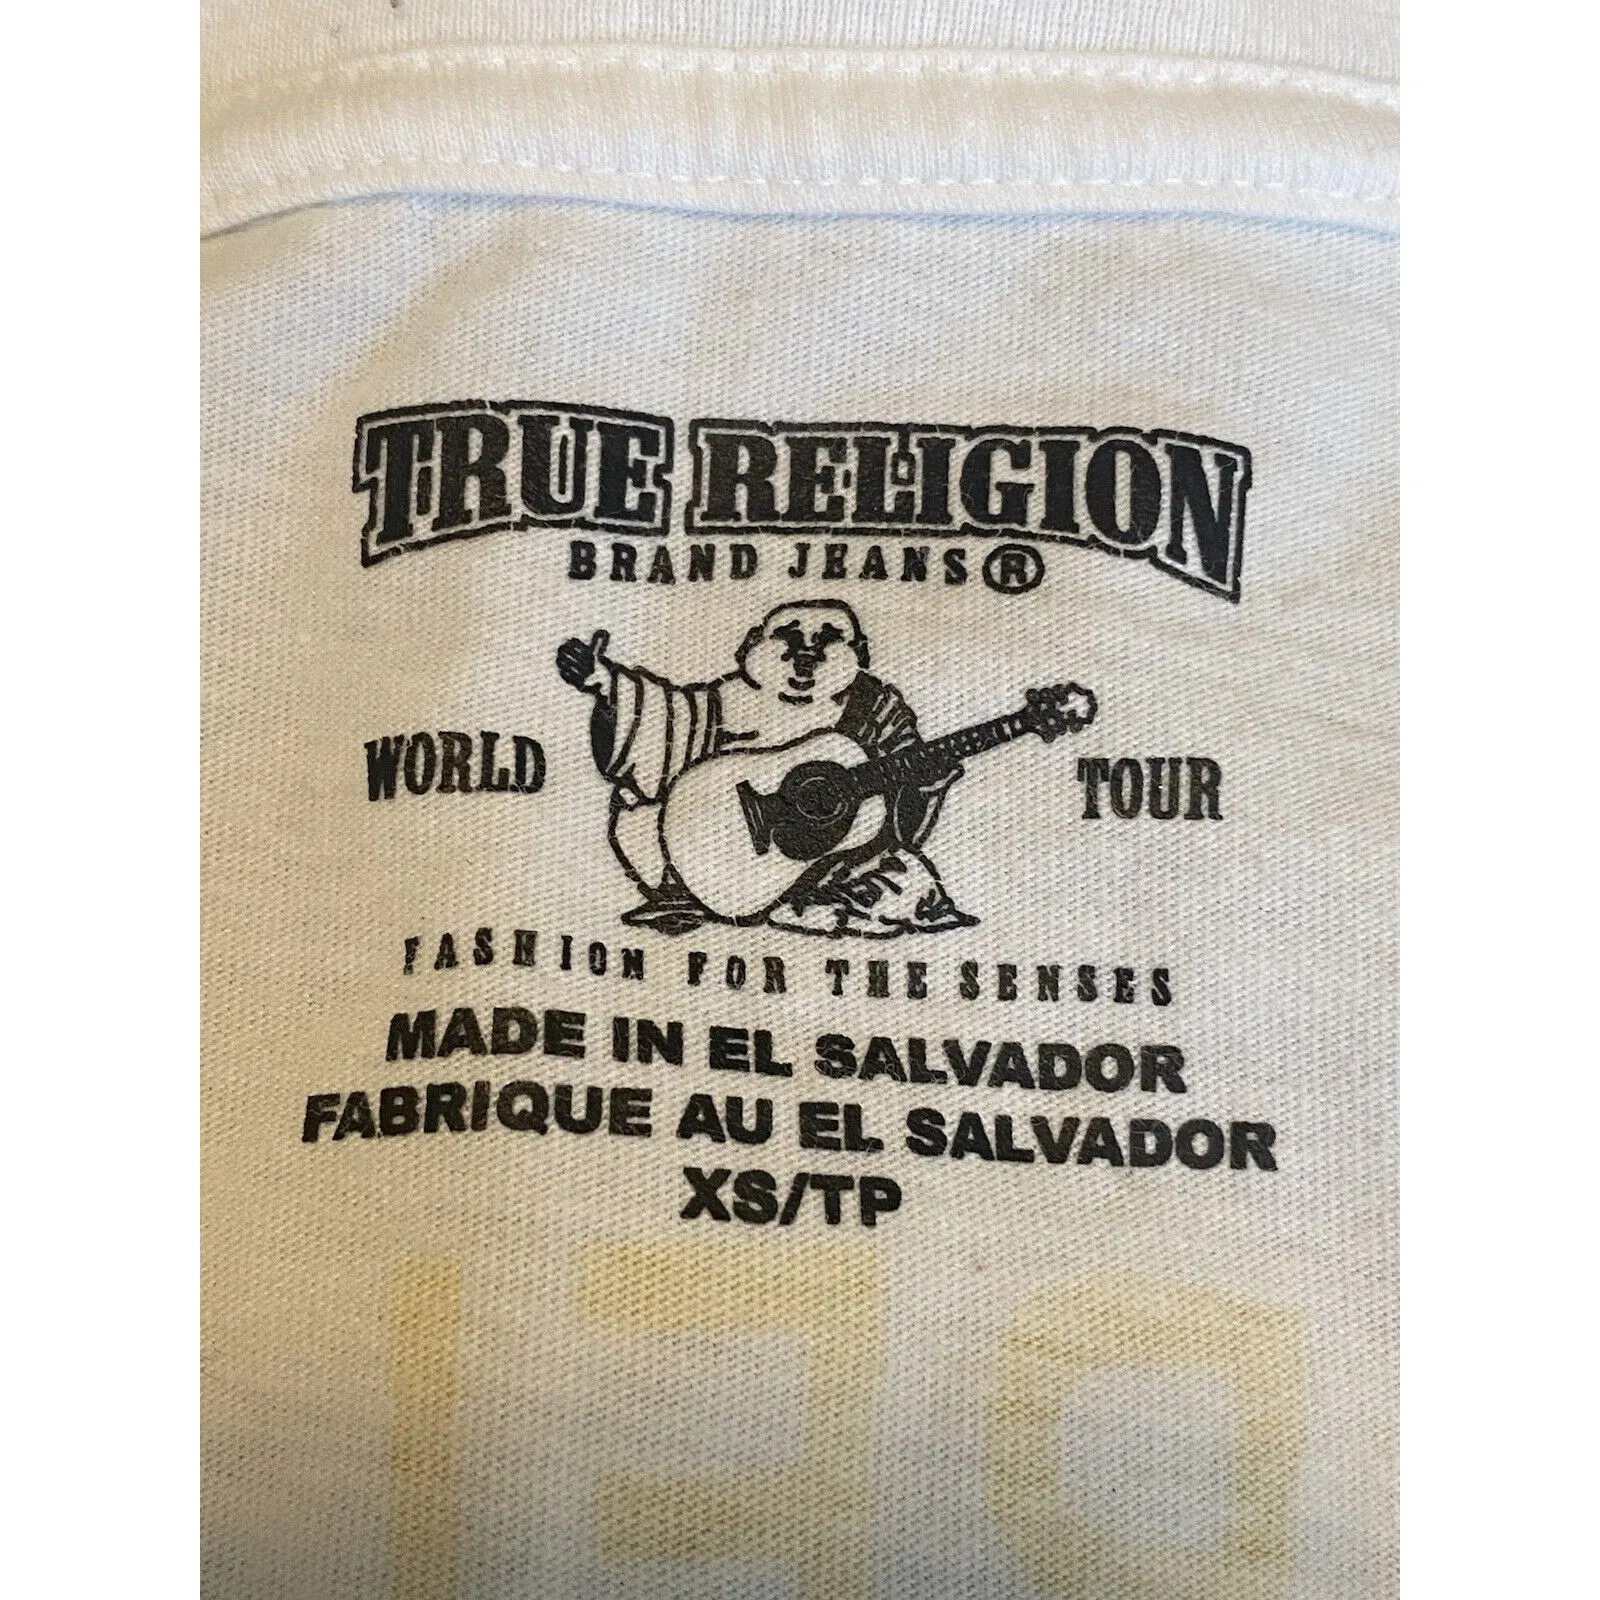 TRUE RELIGION
BRAND JEANS®
WORLD TOUR
FASHION FOR THE SENSES
MADE IN EL SALVADOR
FABRIQUE AU EL SALVADOR
XS/TP